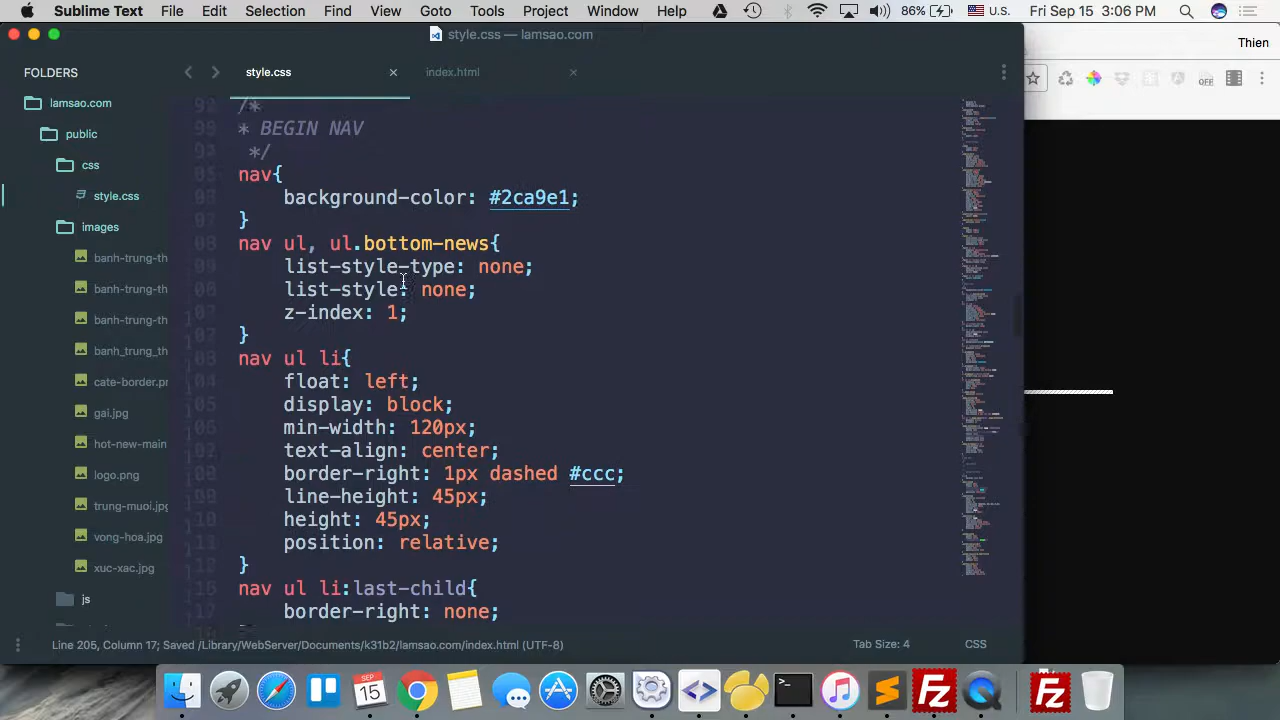 Sublime Text File Edit Selection Find View Goto Tools Project Window Help 86% U.S. Fri Sep 15 3:06 PM
style.css — lamsao.com
Thien
FOLDERS
style.css
index.html
lamsao.com
public
css
style.css
images
banh-trung-th
banh-trung-th
banh-trung-th
banh_trung_th
cate-border.pr
gai.jpg
hot-new-main
logo.png
trung-muoi.jpg
vong-hoa.jpg
xuc-xac.jpg
js
/*
* BEGIN NAV
*/
nav{
background-color: #2ca9e1;
}
nav ul, ul.bottom-news{
list-style-type: none;
list-style: none;
z-index: 1;
}
nav ul li{
float: left;
display: block;
min-width: 120px;
text-align: center;
border-right: 1px dashed #ccc;
line-height: 45px;
height: 45px;
position: relative;
}
nav ul li:last-child{
border-right: none;
Line 205, Column 17; Saved /Library/WebServer/Documents/k31b2/lamsao.com/index.html (UTF-8)
Tab Size: 4
CSS
SEP
15